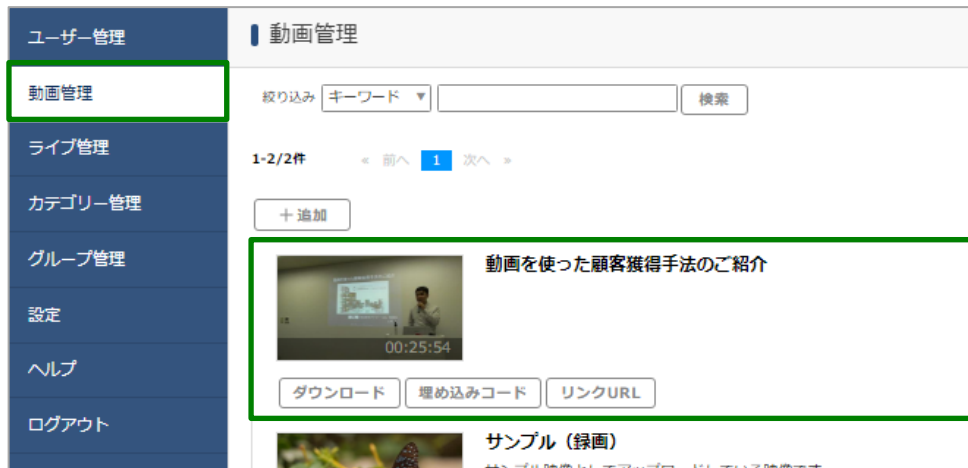 ユーザー管理
動画管理
ライブ管理
カテゴリー管理
グループ管理
設定
ヘルプ
ログアウト
動画管理
絞り込み キーワード ▼ 検索
1-2/2件 « 前へ 1 次へ »
＋追加
動画を使った顧客獲得手法のご紹介
00:25:54
ダウンロード 埋め込みコード リンクURL
サンプル（録画）